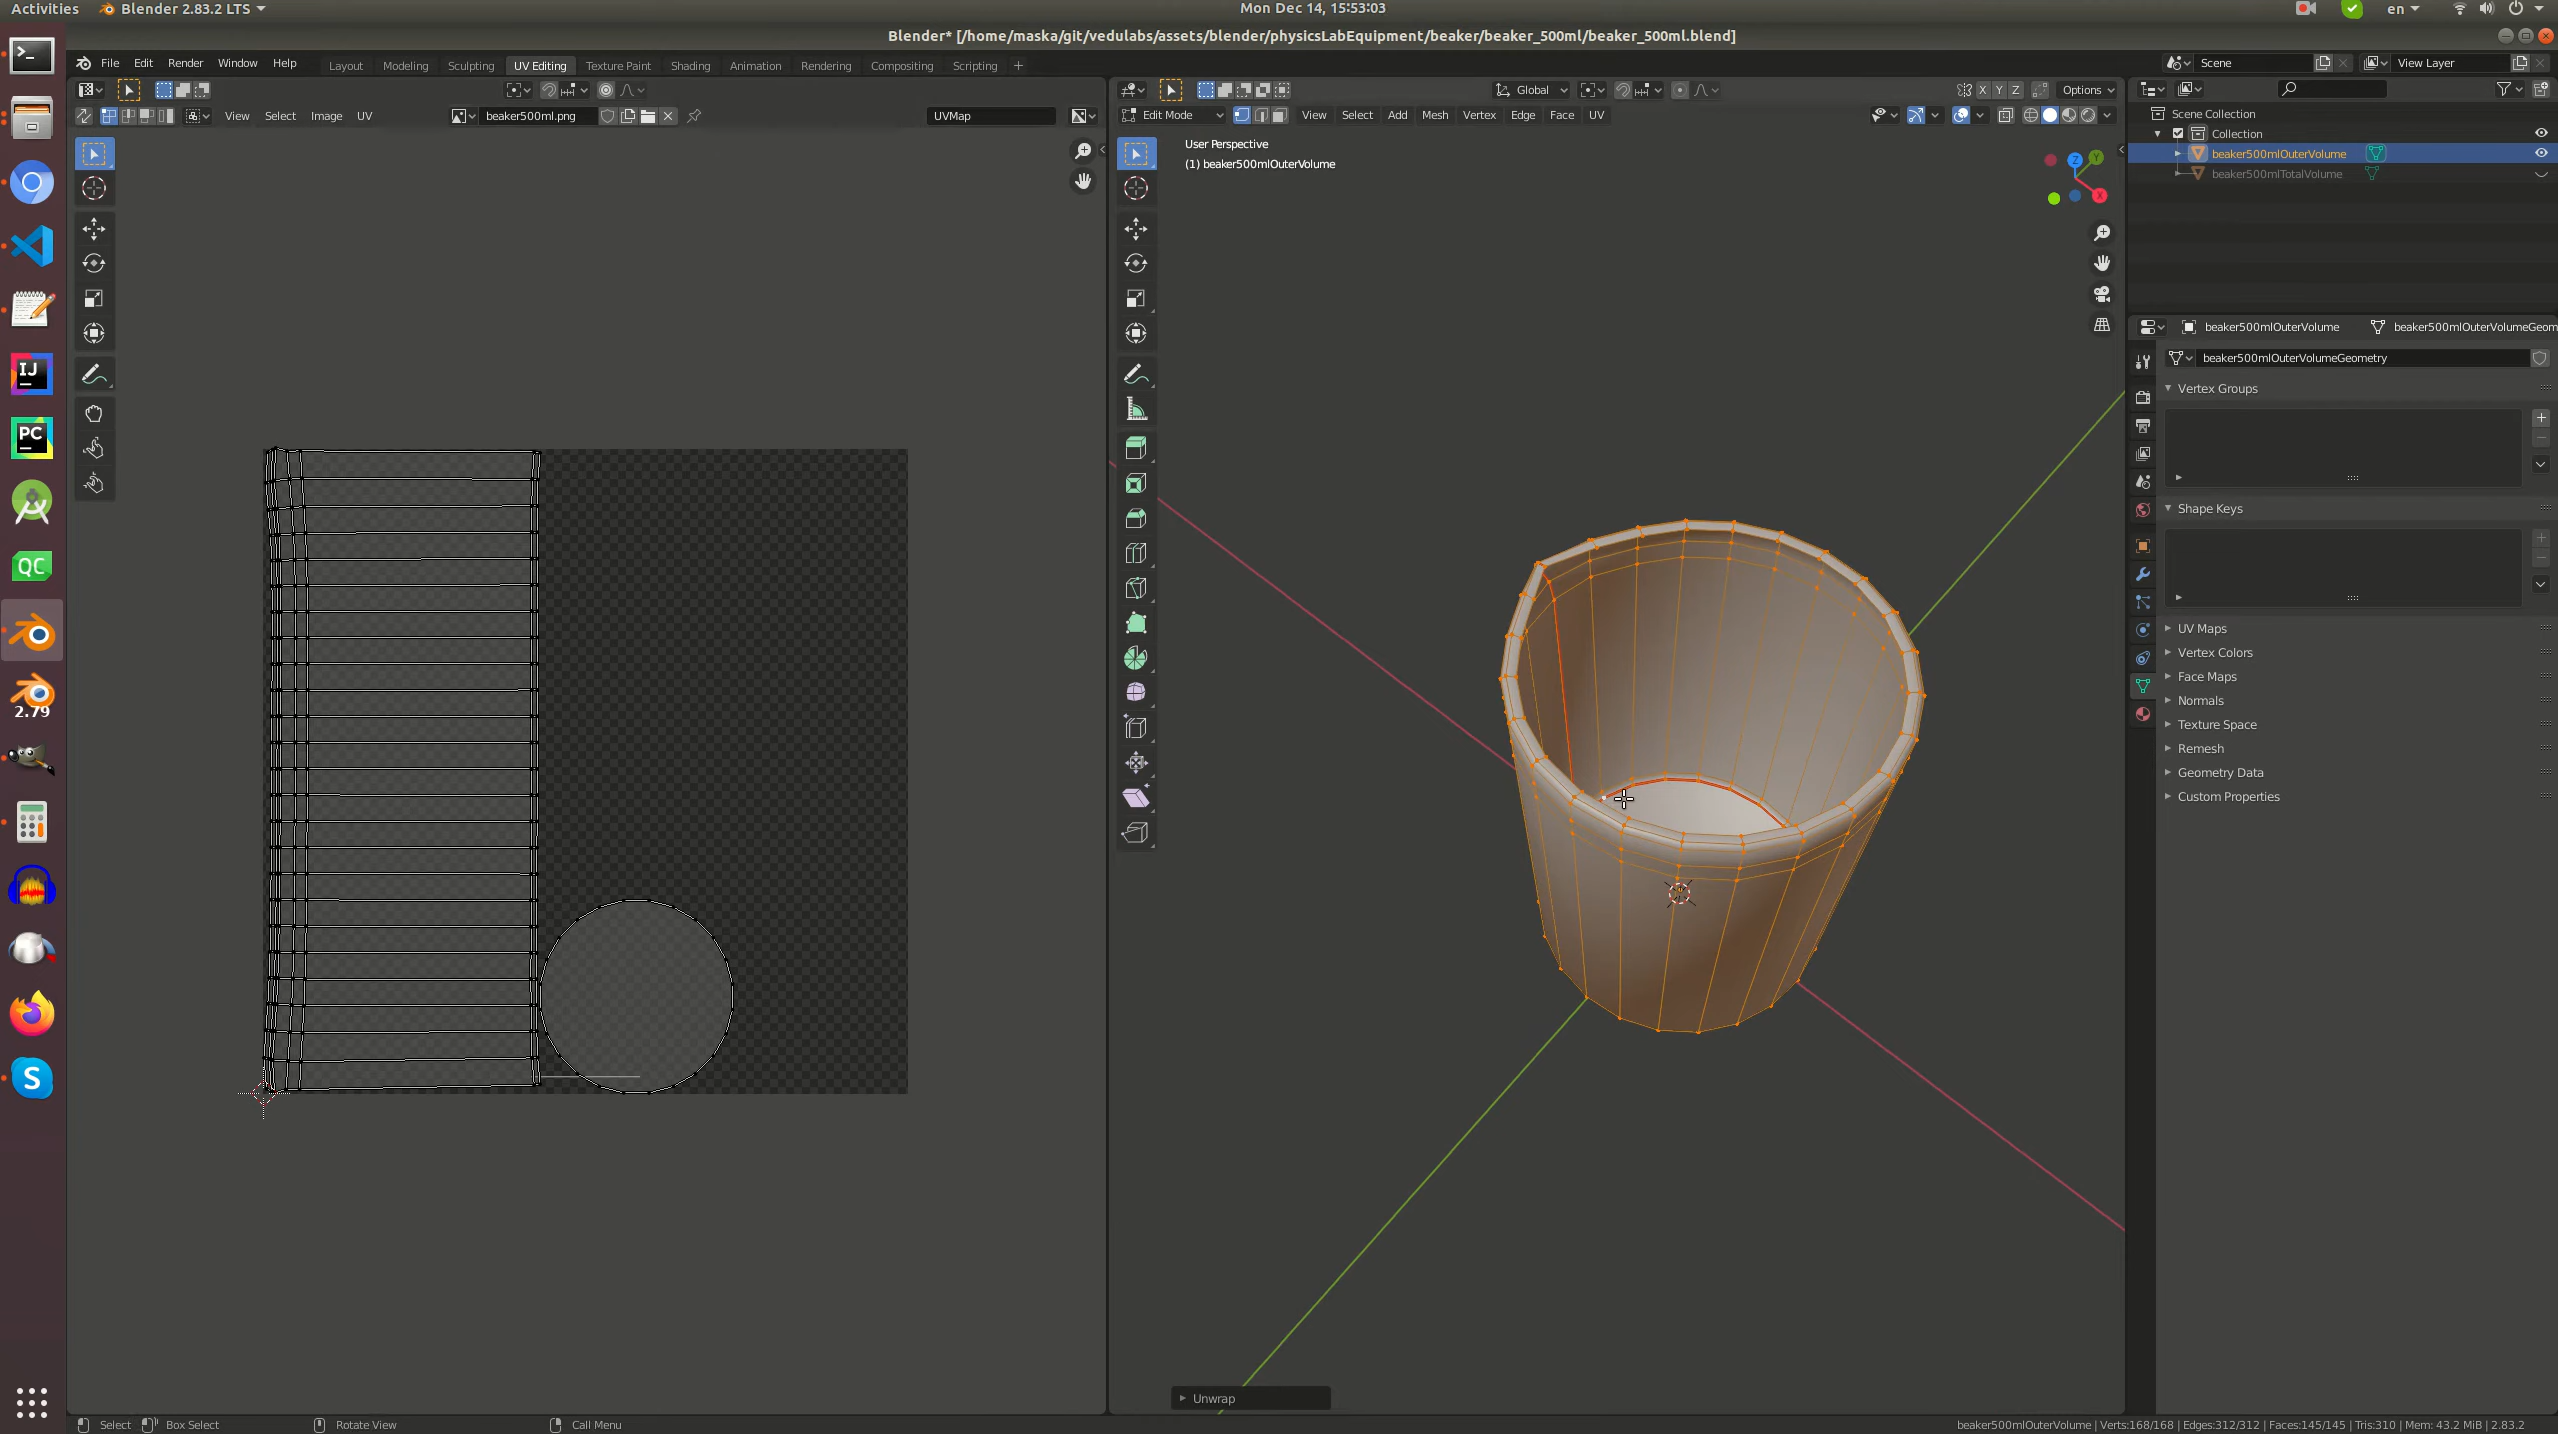 Activities
Blender 2.83.2 LTS
Mon Dec 14, 15:53:03
en
Blender* [/home/maska/git/vedulabs/assets/blender/physicsLabEquipment/beaker/beaker_500ml/beaker_500ml.blend]
File Edit Render Window Help
Layout Modeling Sculpting UV Editing Texture Paint Shading Animation Rendering Compositing Scripting +
Scene
View Layer
Global
X Y Z
Options
View Select Image UV
beaker500ml.png
UVMap
Edit Mode
View Select Add Mesh Vertex Edge Face UV
User Perspective
(1) beaker500mlOuterVolume
Z
Y
X
Scene Collection
Collection
beaker500mlOuterVolume
beaker500mlTotalVolume
beaker500mlOuterVolume
beaker500mlOuterVolumeGeom
beaker500mlOuterVolumeGeometry
Vertex Groups
Shape Keys
UV Maps
Vertex Colors
Face Maps
Normals
Texture Space
Remesh
Geometry Data
Custom Properties
IJ
PC
QC
2.79
S
Unwrap
Select
Box Select
Rotate View
Call Menu
beaker500mlOuterVolume | Verts:168/168 | Edges:312/312 | Faces:145/145 | Tris:310 | Mem: 43.2 MiB | 2.83.2